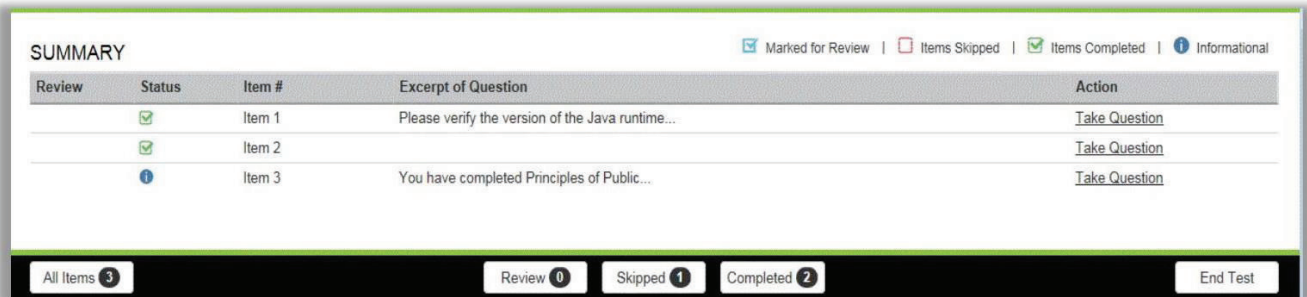 SUMMARY
Marked for Review | Items Skipped | Items Completed | Informational
Review Status Item # Excerpt of Question Action
Item 1 Please verify the version of the Java runtime... Take Question
Item 2 Take Question
Item 3 You have completed Principles of Public... Take Question
All Items 3 Review 0 Skipped 1 Completed 2 End Test